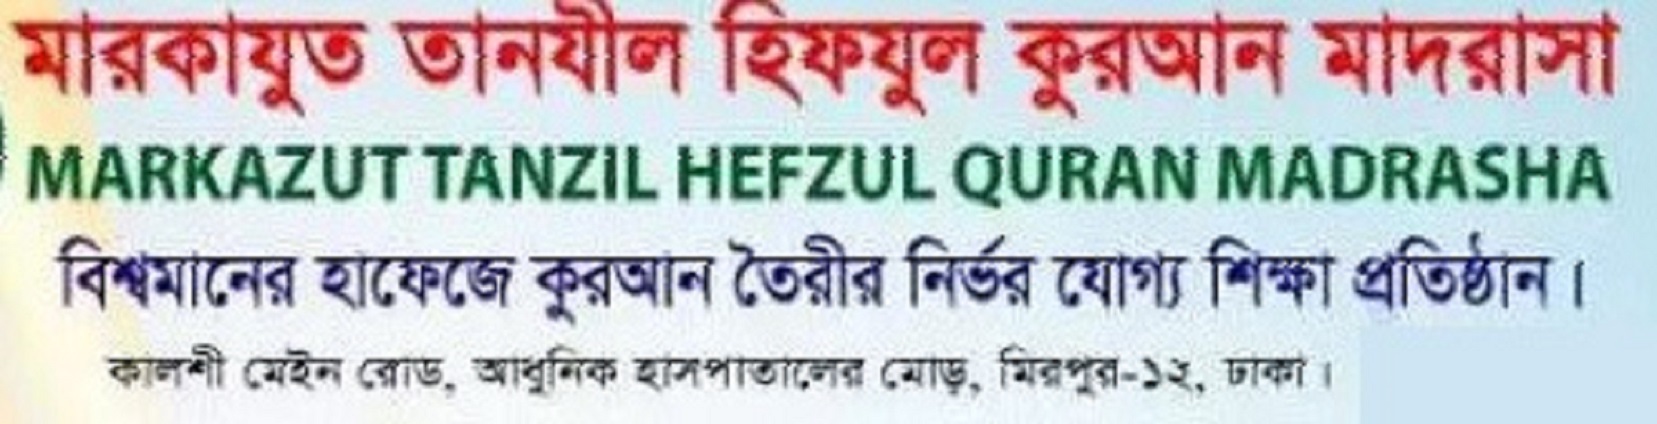 মারকাযুত তানযীল হিফযুল কুরআন মাদরাসা
MARKAZUT TANZIL HEFZUL QURAN MADRASHA
বিশ্বমানের হাফেজে কুরআন তৈরীর নির্ভর যোগ্য শিক্ষা প্রতিষ্ঠান।
কালশী মেইন রোড, আধুনিক হাসপাতালের মোড়, মিরপুর-১২, ঢাকা।